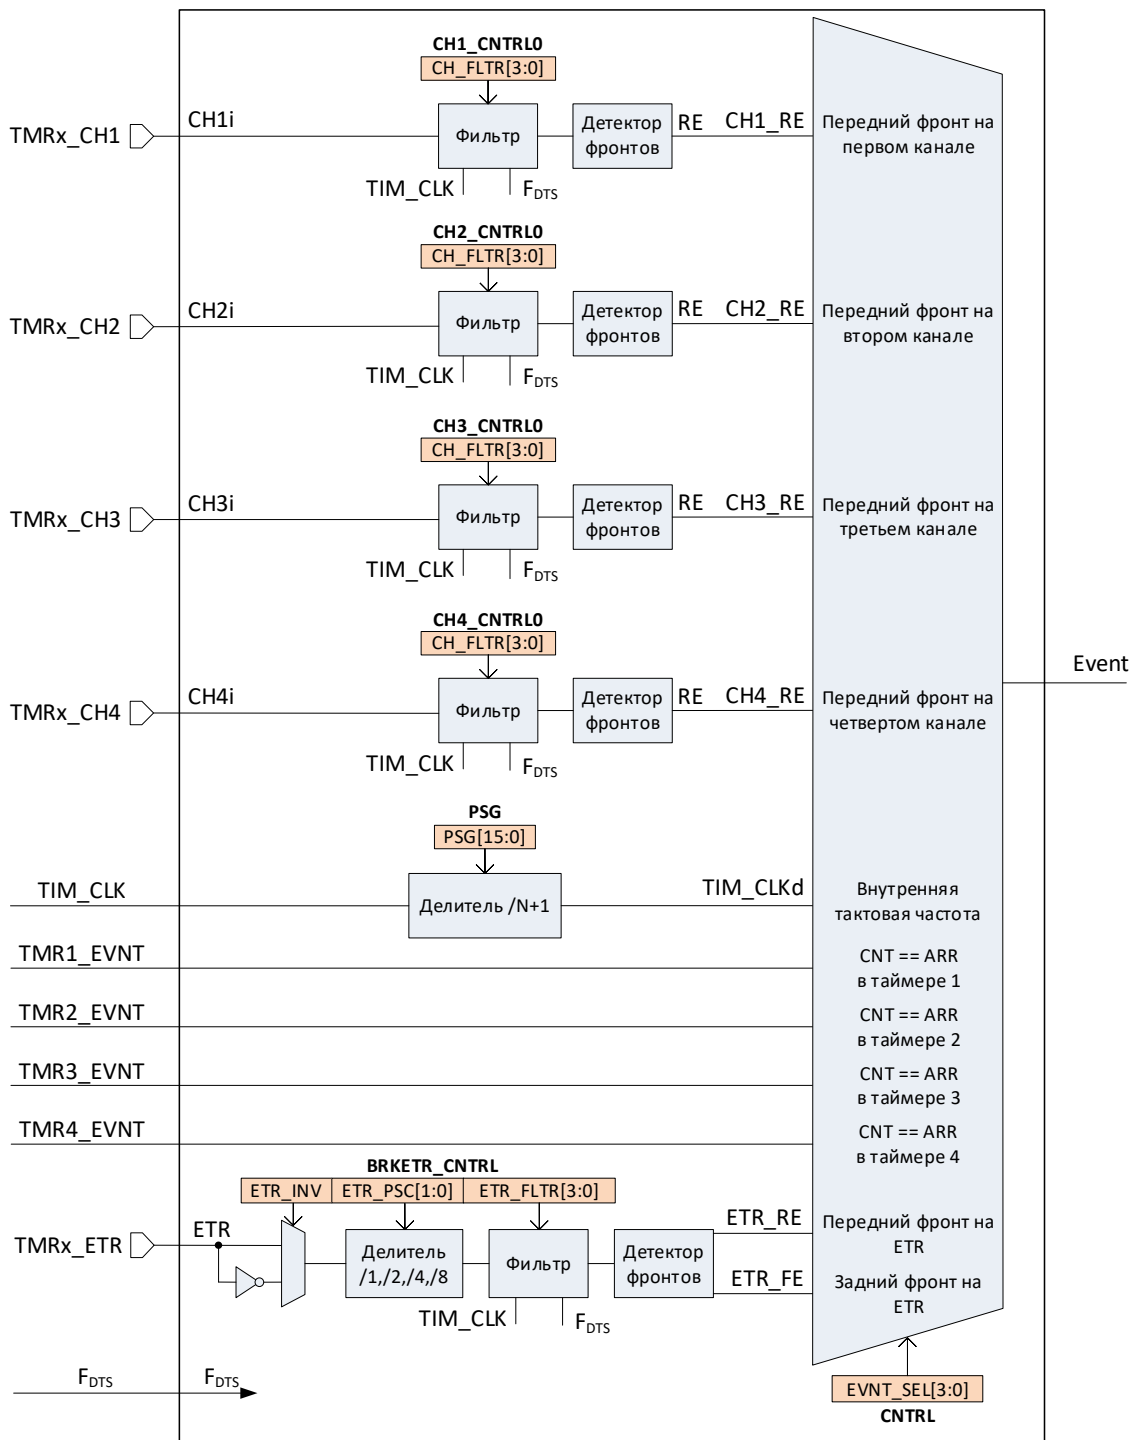 CH1_CNTRL0
CH_FLTR[3:0]
TMRx_CH1
CH1i
Фильтр
Детектор
фронтов
RE
CH1_RE
Передний фронт на
первом канале
TIM_CLK
FDTS
CH2_CNTRL0
CH_FLTR[3:0]
TMRx_CH2
CH2i
Фильтр
Детектор
фронтов
RE
CH2_RE
Передний фронт на
втором канале
TIM_CLK
FDTS
CH3_CNTRL0
CH_FLTR[3:0]
TMRx_CH3
CH3i
Фильтр
Детектор
фронтов
RE
CH3_RE
Передний фронт на
третьем канале
TIM_CLK
FDTS
CH4_CNTRL0
CH_FLTR[3:0]
TMRx_CH4
CH4i
Фильтр
Детектор
фронтов
RE
CH4_RE
Передний фронт на
четвертом канале
Event
TIM_CLK
FDTS
PSG
PSG[15:0]
TIM_CLK
Делитель /N+1
TIM_CLKd
Внутренняя
тактовая частота
TMR1_EVNT
CNT == ARR
в таймере 1
TMR2_EVNT
CNT == ARR
в таймере 2
TMR3_EVNT
CNT == ARR
в таймере 3
TMR4_EVNT
CNT == ARR
в таймере 4
BRKETR_CNTRL
ETR_INV
ETR_PSC[1:0]
ETR_FLTR[3:0]
TMRx_ETR
ETR
Делитель
/1,/2,/4,/8
Фильтр
Детектор
фронтов
ETR_RE
Передний фронт на
ETR
ETR_FE
Задний фронт на
ETR
TIM_CLK
FDTS
FDTS
FDTS
EVNT_SEL[3:0]
CNTRL